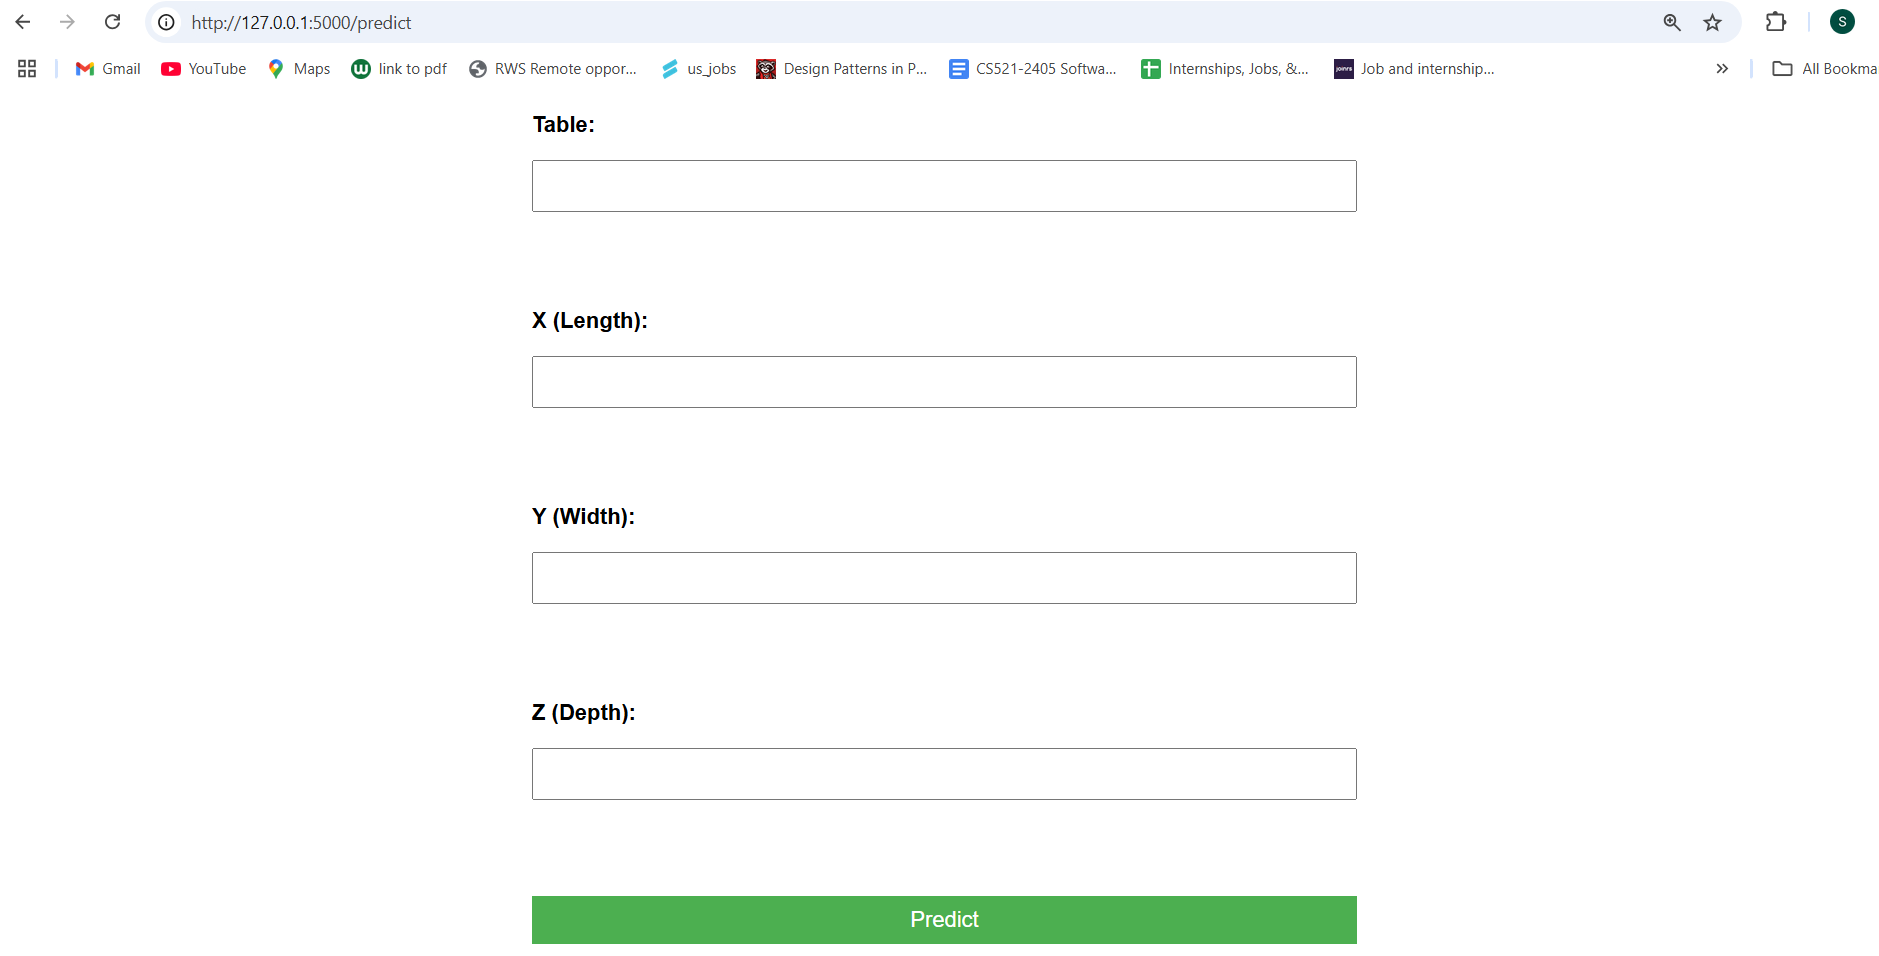 http://127.0.0.1:5000/predict
S
Gmail YouTube Maps link to pdf RWS Remote oppor... us_jobs Design Patterns in P... CS521-2405 Softwa... Internships, Jobs, &... joinrs Job and internship... » All Bookma
Table:
X (Length):
Y (Width):
Z (Depth):
Predict